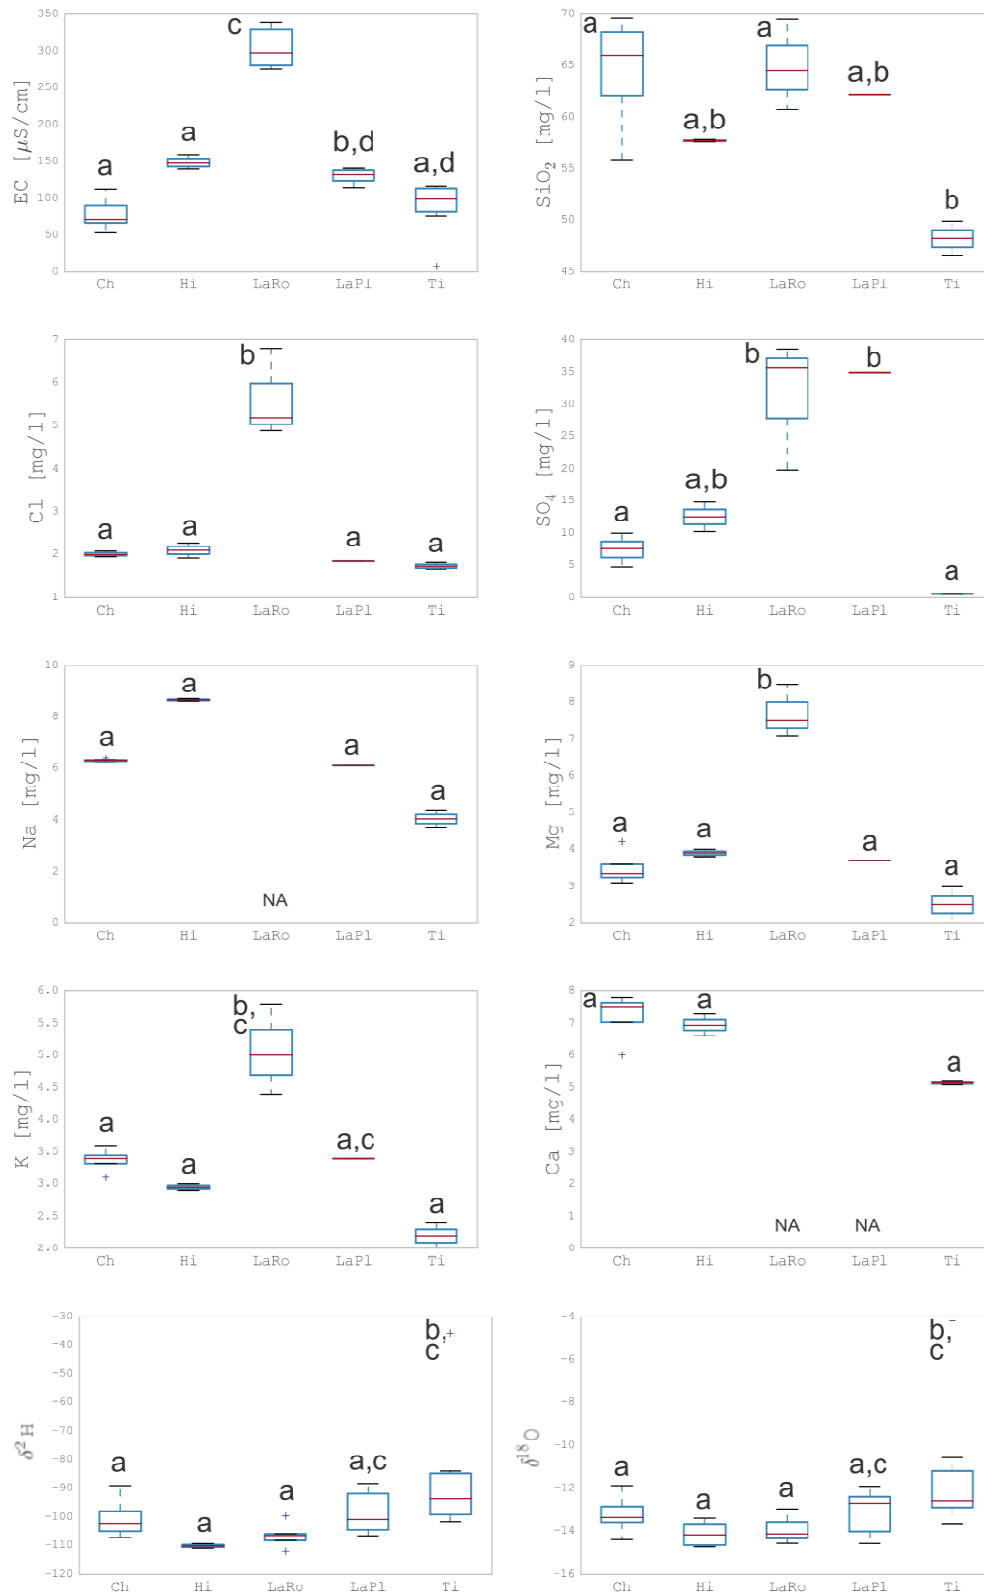 EC [μS/cm]
350
300
250
200
150
100
50
0
a
a
c
b,d
a,d
Ch Hi LaRo LaPl Ti
SiO2 [mg/l]
70
65
60
55
50
45
a
a,b
a
a,b
b
Ch Hi LaRo LaPl Ti
Cl [mg/l]
7
6
5
4
3
2
1
a
a
b
a
a
Ch Hi LaRo LaPl Ti
SO4 [mg/l]
40
35
30
25
20
15
10
5
0
a
a,b
b
b
a
Ch Hi LaRo LaPl Ti
Na [mg/l]
10
8
6
4
2
0
a
a
NA
a
a
Ch Hi LaRo LaPl Ti
Mg [mg/l]
9
8
7
6
5
4
3
2
a
a
b
a
a
Ch Hi LaRo LaPl Ti
K [mg/l]
6.0
5.5
5.0
4.5
4.0
3.5
3.0
2.5
2.0
a
a
b,
c
a,c
a
Ch Hi LaRo LaPl Ti
Ca [mg/l]
8
7
6
5
4
3
2
1
0
a
a
NA
NA
a
Ch Hi LaRo LaPl Ti
δ²H
-30
-40
-50
-60
-70
-80
-90
-100
-110
-120
a
a
a
a,c
b,
c
Ch Hi LaRo LaPl Ti
δ¹⁸O
-4
-6
-8
-10
-12
-14
-16
a
a
a
a,c
b,
c
Ch Hi LaRo LaPl Ti